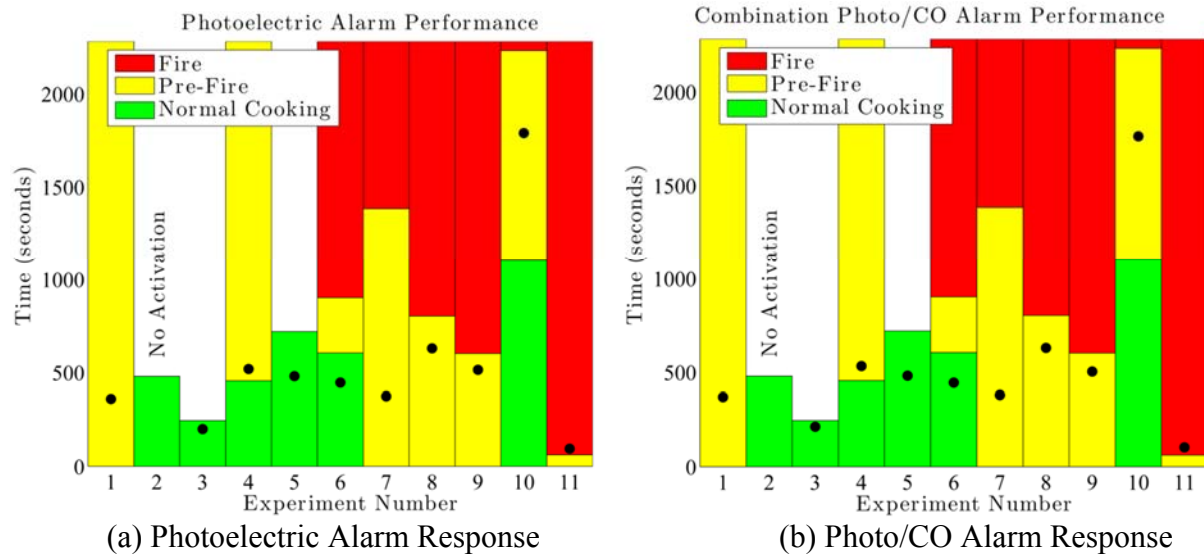 Photoelectric Alarm Performance
Fire
Pre-Fire
Normal Cooking
Time (seconds)
2000
1500
1000
500
0
No Activation
1 2 3 4 5 6 7 8 9 10 11
Experiment Number
(a) Photoelectric Alarm Response
Combination Photo/CO Alarm Performance
Fire
Pre-Fire
Normal Cooking
Time (seconds)
2000
1500
1000
500
0
No Activation
1 2 3 4 5 6 7 8 9 10 11
Experiment Number
(b) Photo/CO Alarm Response